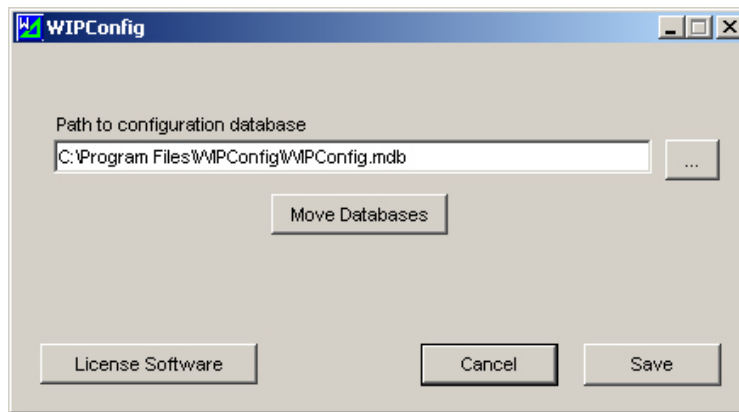 WIPConfig
Path to configuration database
C:\Program Files\WIPConfig\WIPConfig.mdb
...
Move Databases
License Software
Cancel
Save